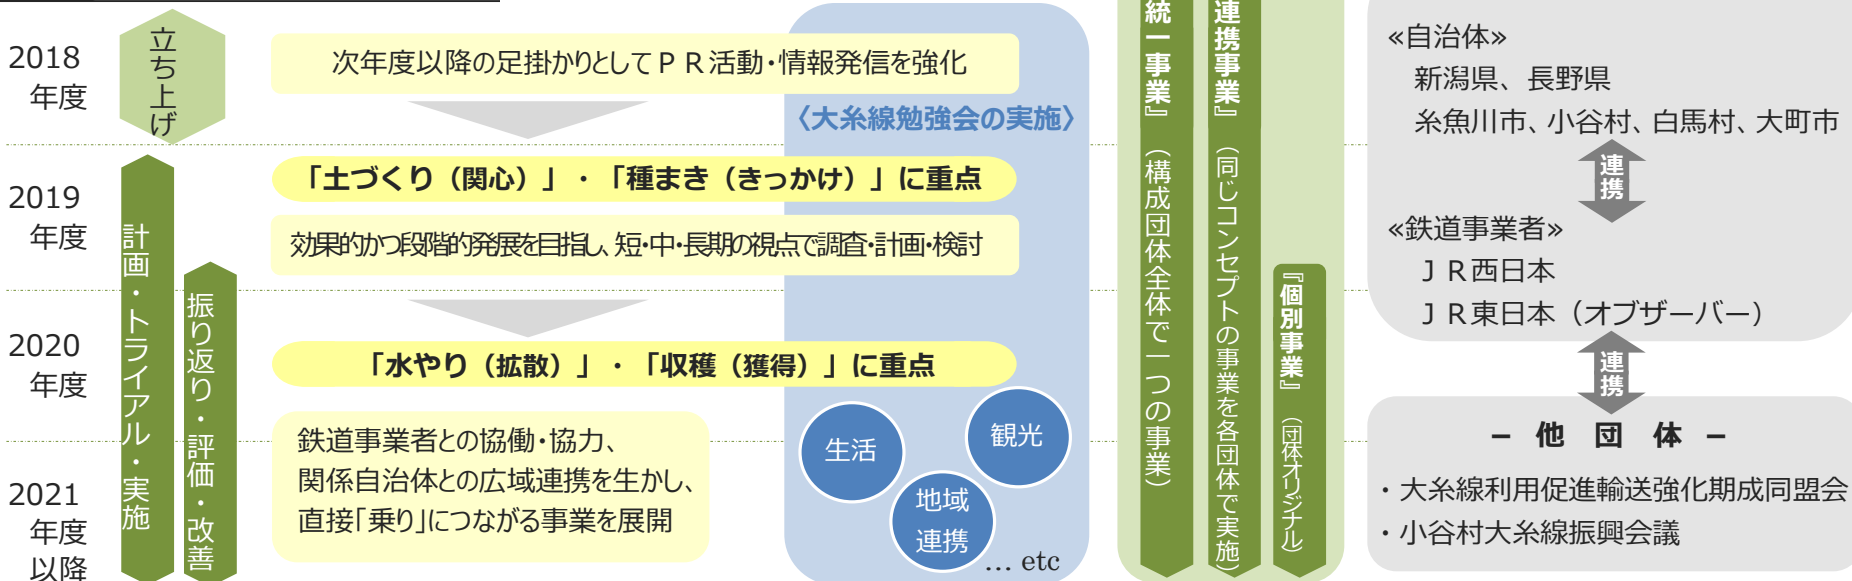 2018
年度
立ち上げ
次年度以降の足掛かりとしてＰＲ活動・情報発信を強化
〈大糸線勉強会の実施〉
2019
年度
「土づくり（関心）」・「種まき（きっかけ）」に重点
効果的かつ段階的発展を目指し、短・中・長期の視点で調査・計画・検討
計画・トライアル・実施
振り返り・評価・改善
2020
年度
「水やり（拡散）」・「収穫（獲得）」に重点
鉄道事業者との協働・協力、
関係自治体との広域連携を生かし、
直接「乗り」につながる事業を展開
2021
年度
以降
生活
観光
地域
連携
… etc
統一事業』（構成団体全体で一つの事業）
連携事業』（同じコンセプトの事業を各団体で実施）
『個別事業』（団体オリジナル）
≪自治体≫
新潟県、長野県
糸魚川市、小谷村、白馬村、大町市
連携
≪鉄道事業者≫
ＪＲ西日本
ＪＲ東日本（オブザーバー）
連携
－ 他 団 体 －
・大糸線利用促進輸送強化期成同盟会
・小谷村大糸線振興会議